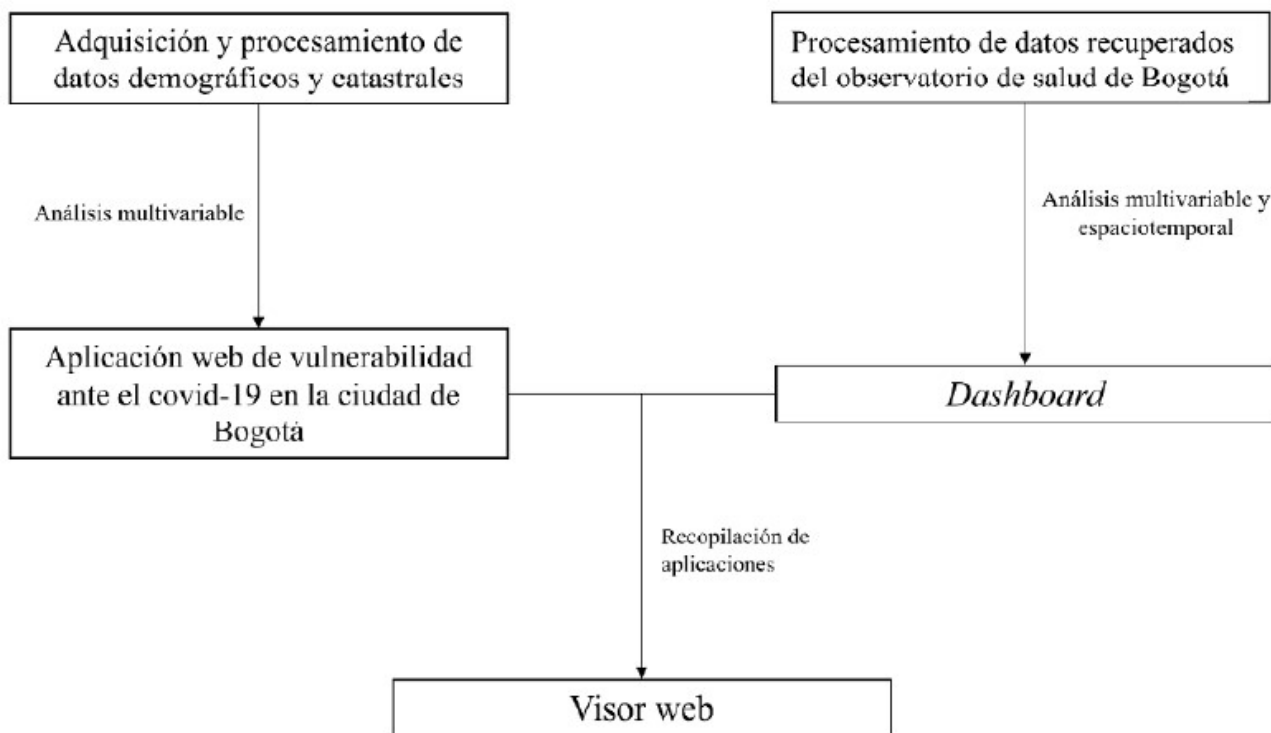 Adquisición y procesamiento de
datos demográficos y catastrales
Procesamiento de datos recuperados
del observatorio de salud de Bogotá
Análisis multivariable
Análisis multivariable y
espaciotemporal
Aplicación web de vulnerabilidad
ante el covid-19 en la ciudad de
Bogotá
Dashboard
Recopilación de
aplicaciones
Visor web